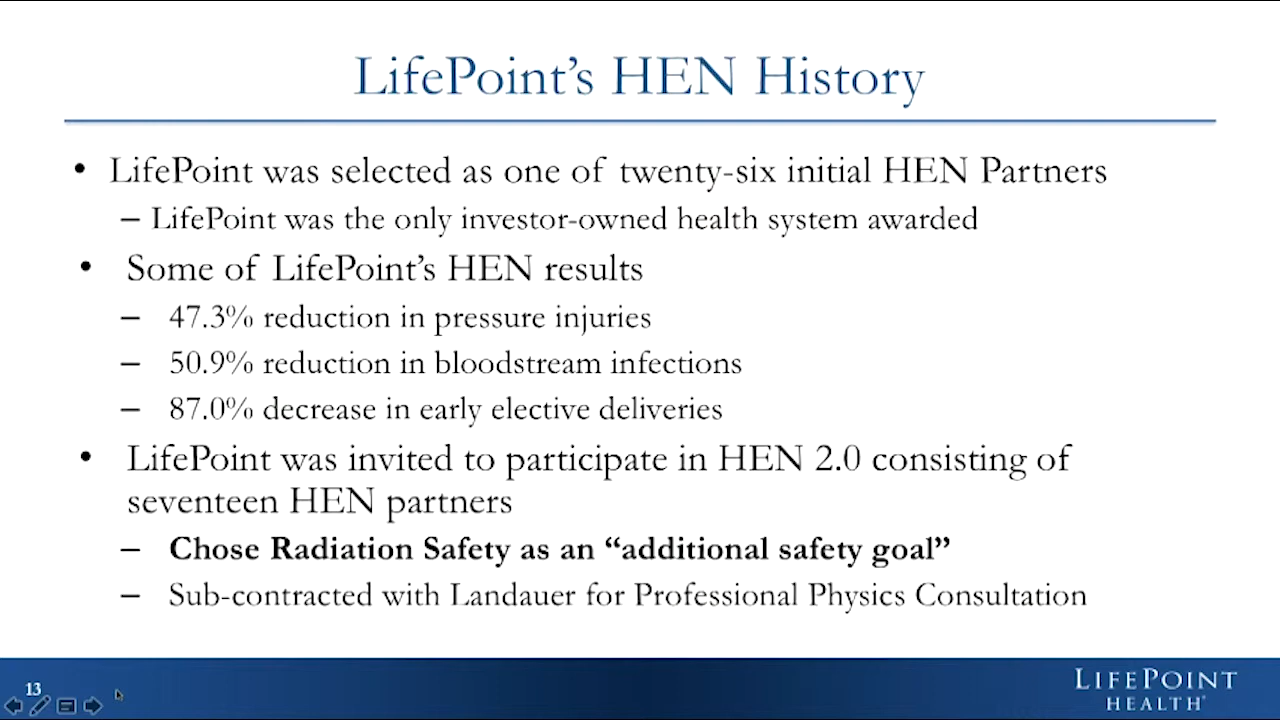 LifePoint's HEN History
• LifePoint was selected as one of twenty-six initial HEN Partners
– LifePoint was the only investor-owned health system awarded
• Some of LifePoint's HEN results
– 47.3% reduction in pressure injuries
– 50.9% reduction in bloodstream infections
– 87.0% decrease in early elective deliveries
• LifePoint was invited to participate in HEN 2.0 consisting of
seventeen HEN partners
– Chose Radiation Safety as an “additional safety goal”
– Sub-contracted with Landauer for Professional Physics Consultation
13
LIFEPOINT
HEALTH®